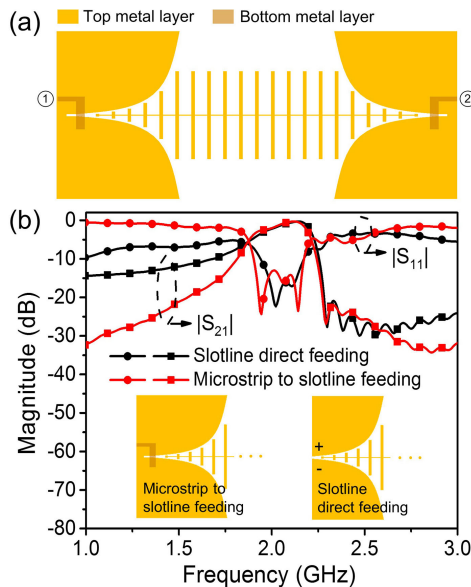 (a)
Top metal layer
Bottom metal layer
①
②
(b)
0
-10
-20
-30
-40
-50
-60
-70
-80
Magnitude (dB)
|S₁₁|
|S₂₁|
Slotline direct feeding
Microstrip to slotline feeding
+
-
Microstrip to
slotline feeding
Slotline
direct feeding
1.0
1.5
2.0
2.5
3.0
Frequency (GHz)